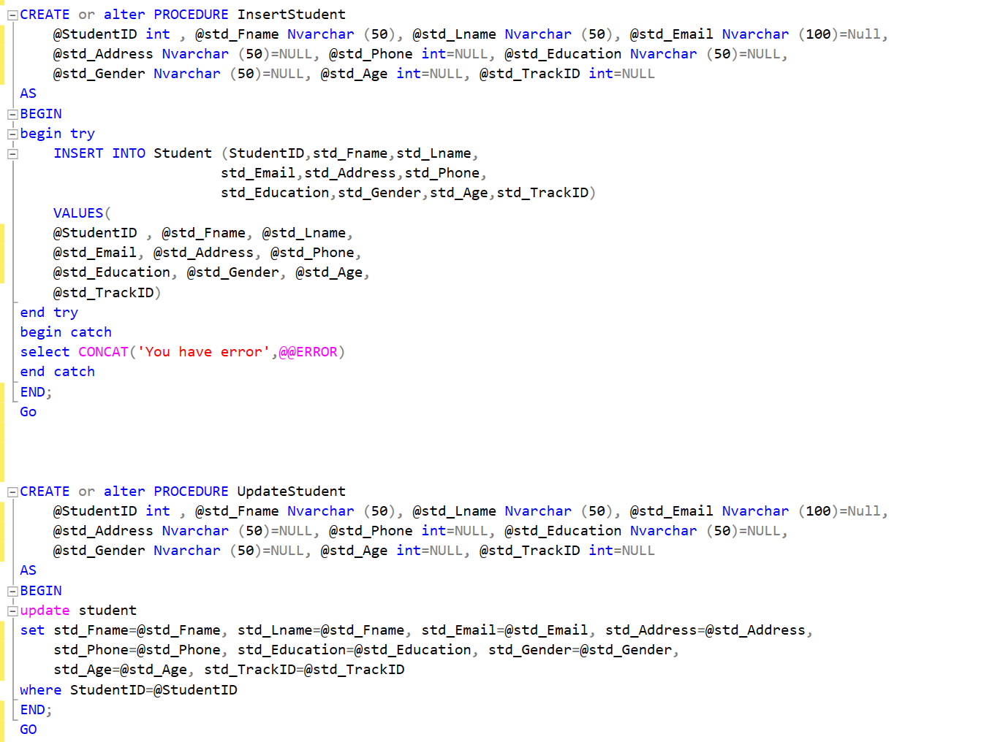 CREATE or alter PROCEDURE InsertStudent
@StudentID int , @std_Fname Nvarchar (50), @std_Lname Nvarchar (50), @std_Email Nvarchar (100)=Null,
@std_Address Nvarchar (50)=NULL, @std_Phone int=NULL, @std_Education Nvarchar (50)=NULL,
@std_Gender Nvarchar (50)=NULL, @std_Age int=NULL, @std_TrackID int=NULL
AS
BEGIN
begin try
INSERT INTO Student (StudentID,std_Fname,std_Lname,
std_Email,std_Address,std_Phone,
std_Education,std_Gender,std_Age,std_TrackID)
VALUES(
@StudentID , @std_Fname, @std_Lname,
@std_Email, @std_Address, @std_Phone,
@std_Education, @std_Gender, @std_Age,
@std_TrackID)
end try
begin catch
select CONCAT('You have error',@@ERROR)
end catch
END;
Go
CREATE or alter PROCEDURE UpdateStudent
@StudentID int , @std_Fname Nvarchar (50), @std_Lname Nvarchar (50), @std_Email Nvarchar (100)=Null,
@std_Address Nvarchar (50)=NULL, @std_Phone int=NULL, @std_Education Nvarchar (50)=NULL,
@std_Gender Nvarchar (50)=NULL, @std_Age int=NULL, @std_TrackID int=NULL
AS
BEGIN
update student
set std_Fname=@std_Fname, std_Lname=@std_Fname, std_Email=@std_Email, std_Address=@std_Address,
std_Phone=@std_Phone, std_Education=@std_Education, std_Gender=@std_Gender,
std_Age=@std_Age, std_TrackID=@std_TrackID
where StudentID=@StudentID
END;
GO